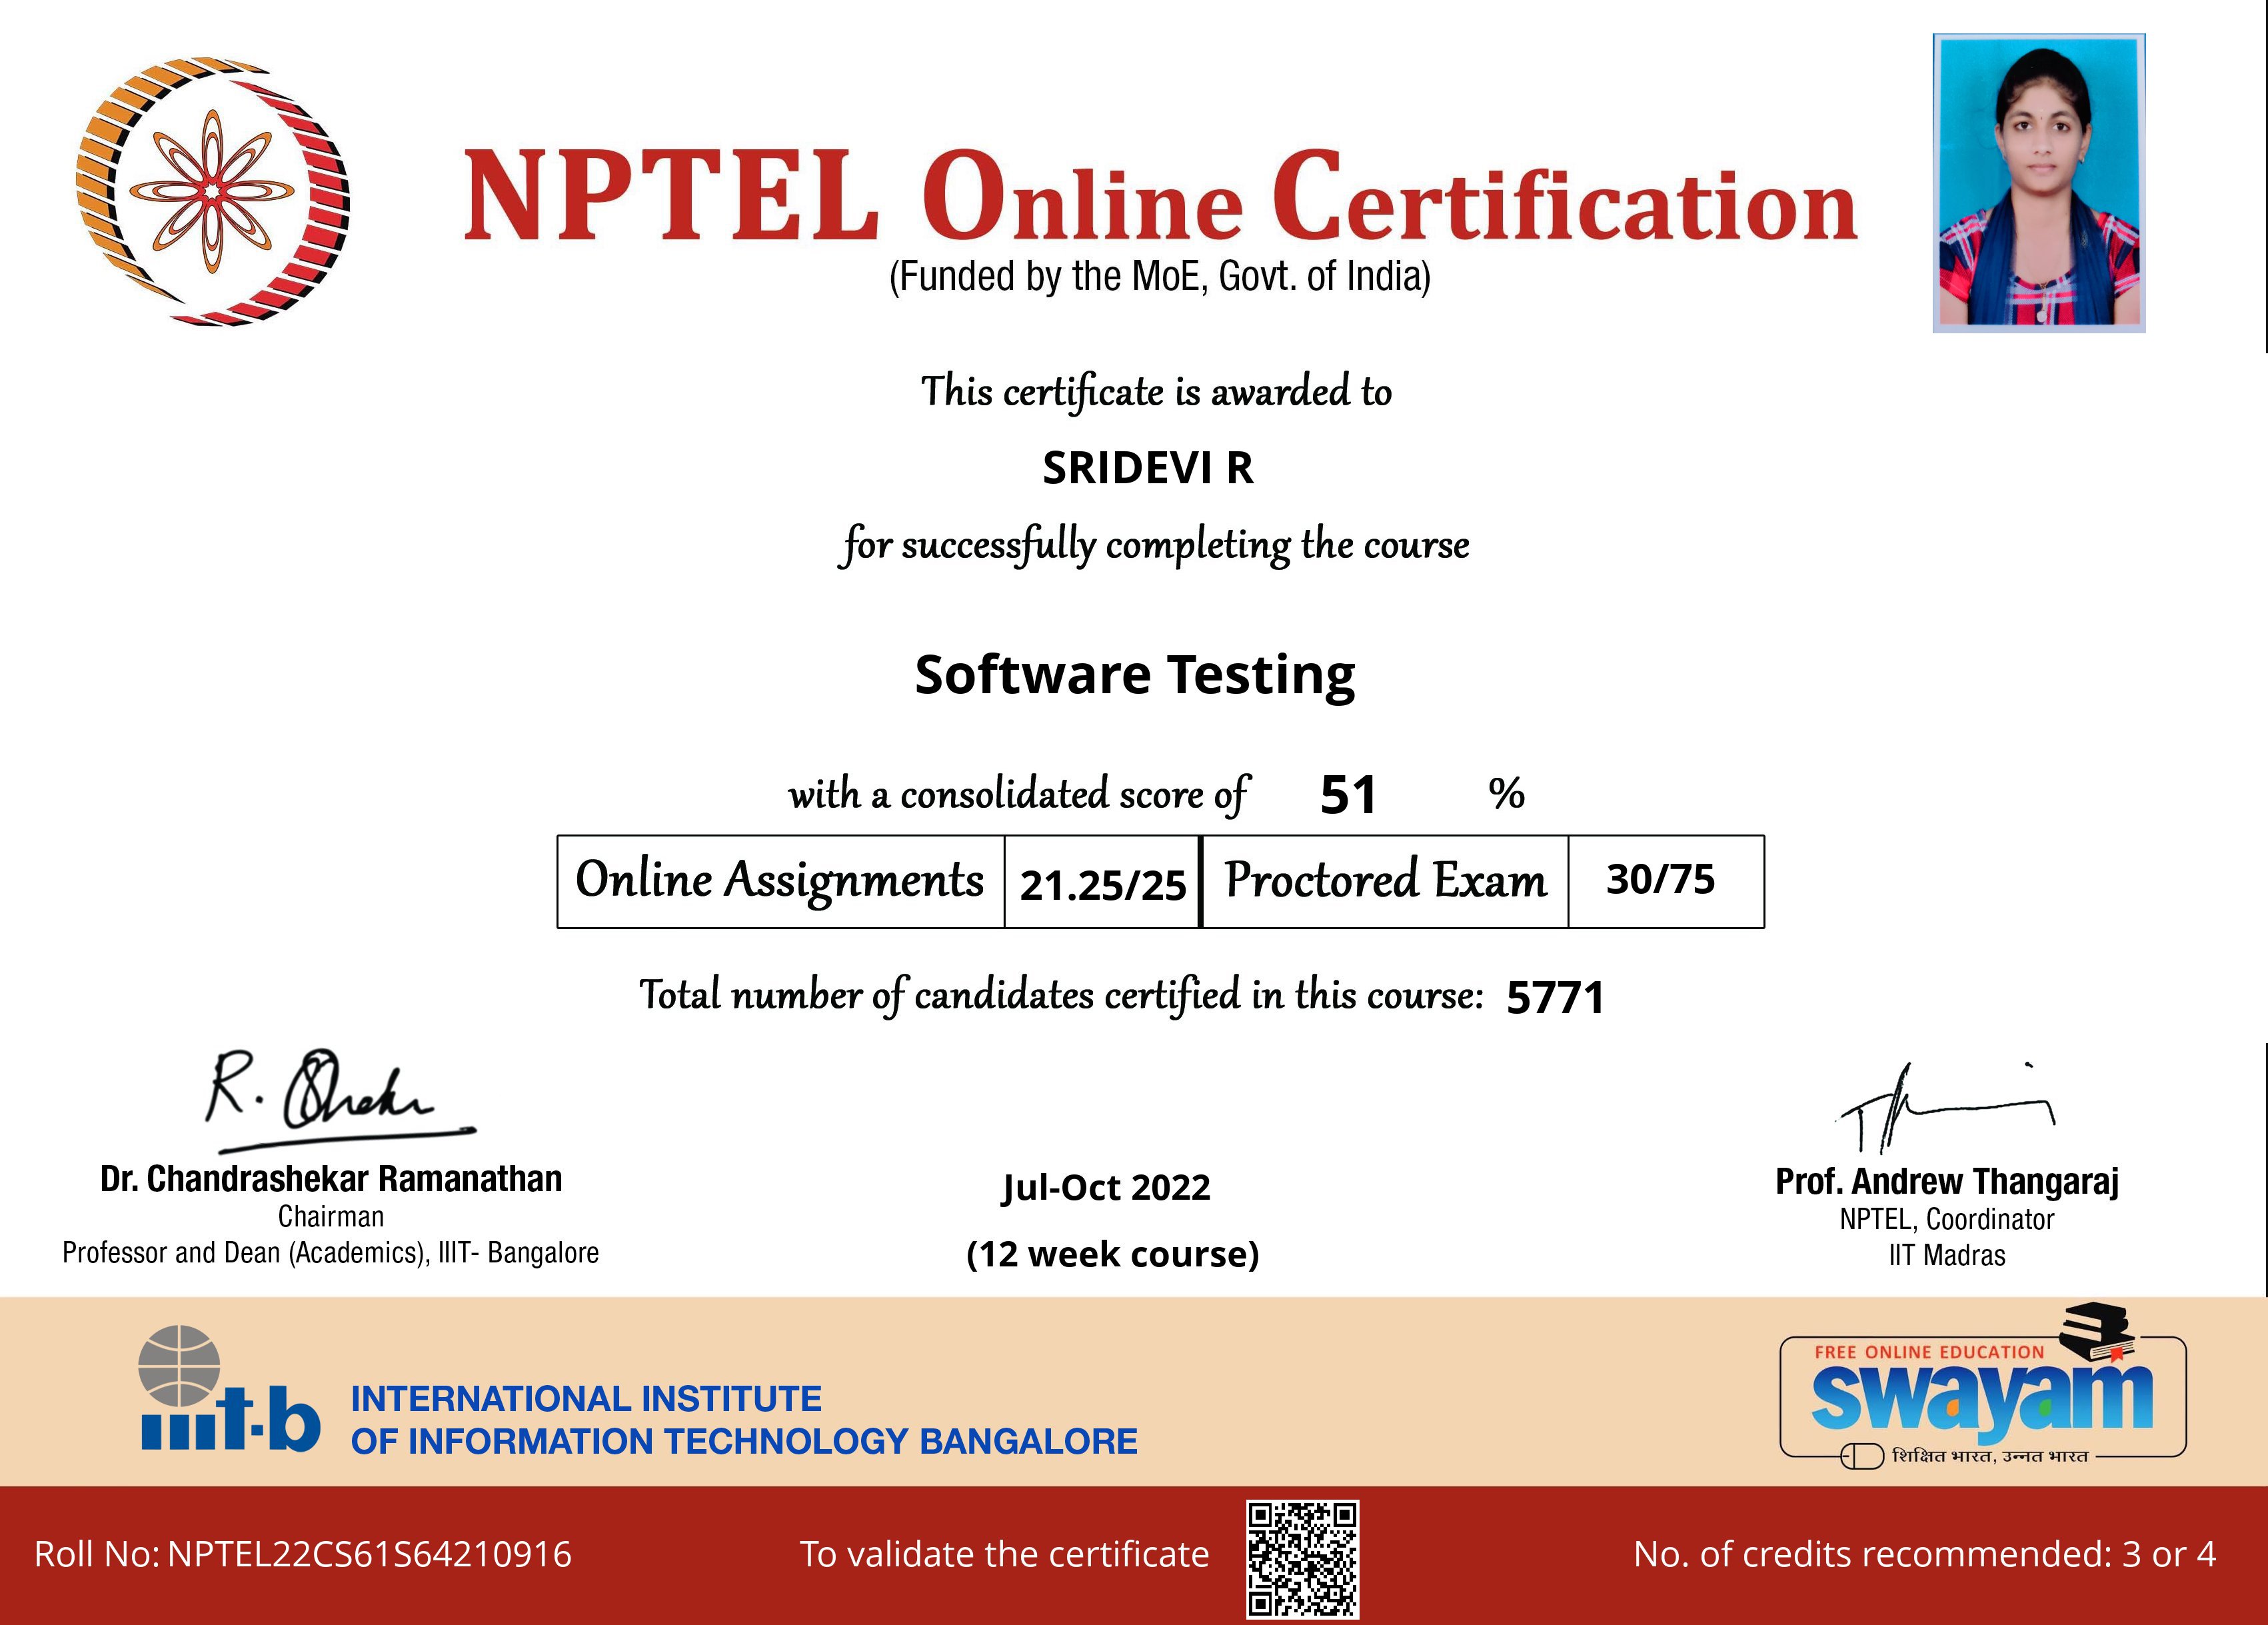 NPTEL Online Certification
(Funded by the MoE, Govt. of India)
This certificate is awarded to
SRIDEVI R
for successfully completing the course
Software Testing
with a consolidated score of 51 %
Online Assignments 21.25/25 Proctored Exam 30/75
Total number of candidates certified in this course: 5771
R. Shekar
Dr. Chandrashekar Ramanathan
Chairman
Professor and Dean (Academics), IIIT- Bangalore
Jul-Oct 2022
(12 week course)
Prof. Andrew Thangaraj
NPTEL, Coordinator
IIT Madras
iiit-b
INTERNATIONAL INSTITUTE
OF INFORMATION TECHNOLOGY BANGALORE
FREE ONLINE EDUCATION
swayam
शिक्षित भारत, उन्नत भारत
Roll No: NPTEL22CS61S64210916
To validate the certificate
No. of credits recommended: 3 or 4